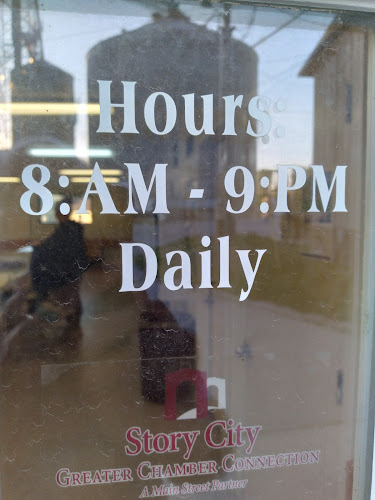 Hours:
8:AM - 9:PM
Daily
Story City
GREATER CHAMBER CONNECTION
A Main Street Partner